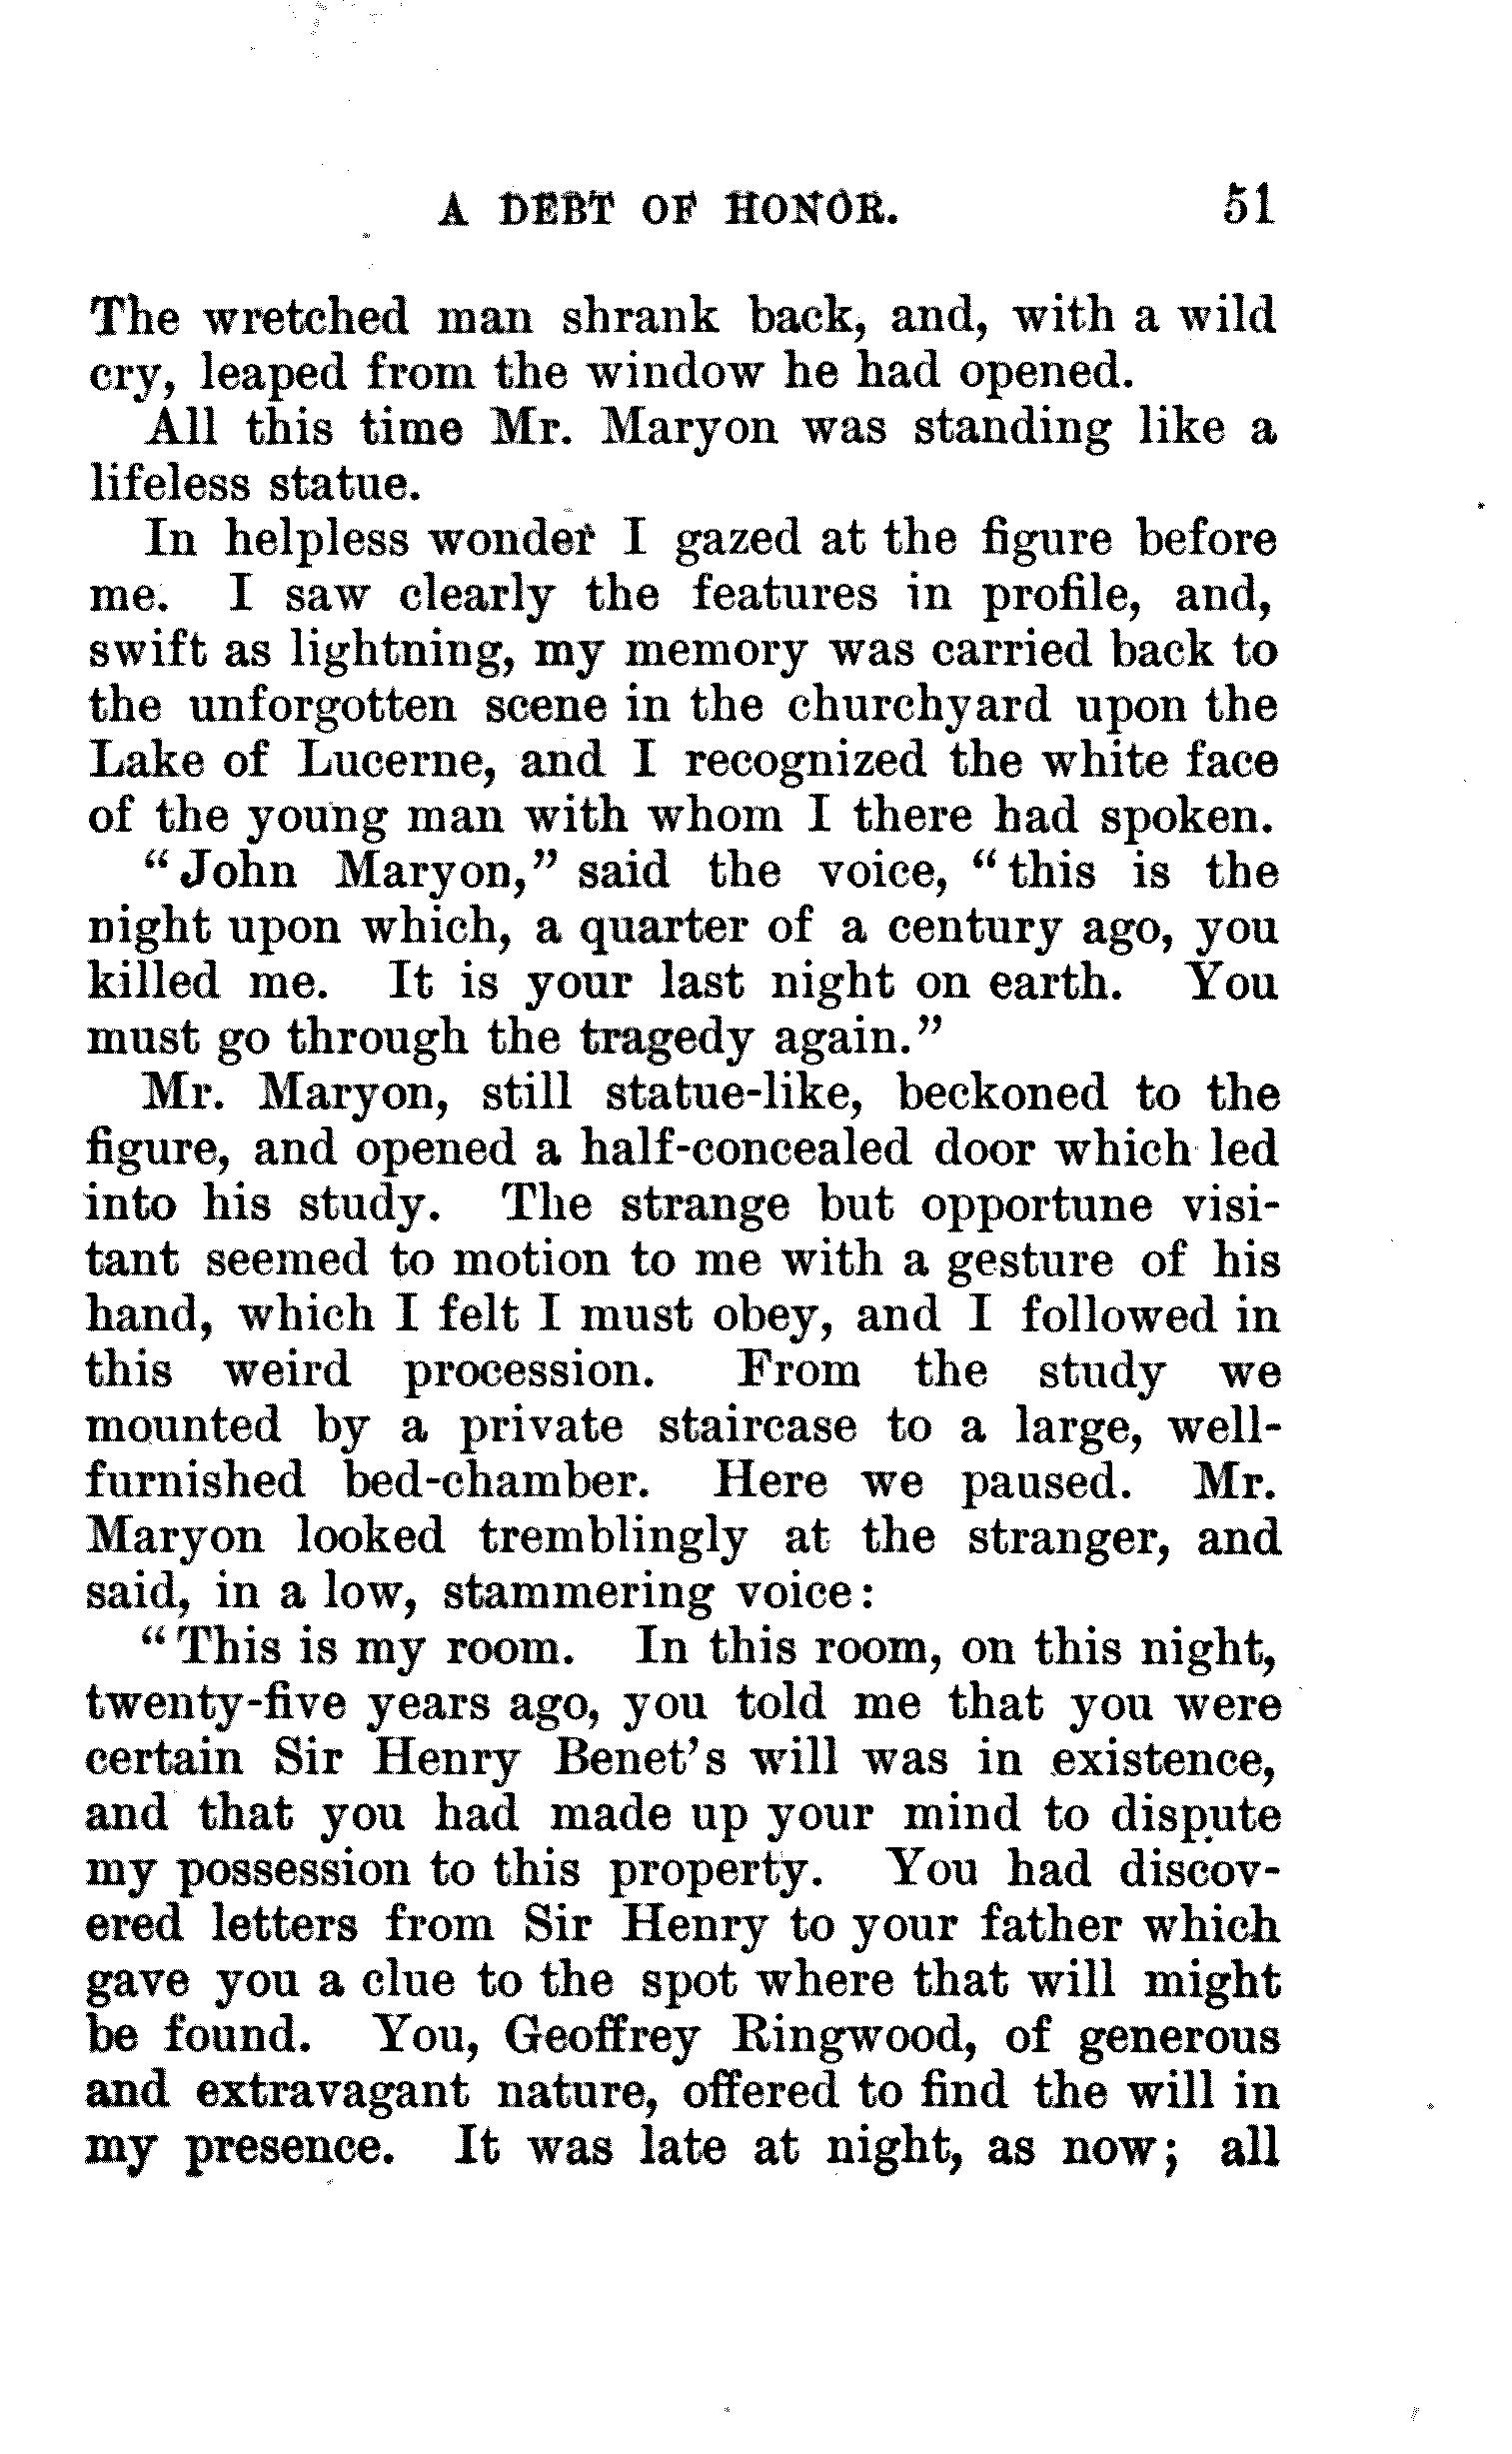 A DEBT OF HONOR. 51
The wretched man shrank back, and, with a wild
cry, leaped from the window he had opened.
All this time Mr. Maryon was standing like a
lifeless statue.
In helpless wonder I gazed at the figure before
me. I saw clearly the features in profile, and,
swift as lightning, my memory was carried back to
the unforgotten scene in the churchyard upon the
Lake of Lucerne, and I recognized the white face
of the young man with whom I there had spoken.
“John Maryon,” said the voice, “this is the
night upon which, a quarter of a century ago, you
killed me. It is your last night on earth. You
must go through the tragedy again.”
Mr. Maryon, still statue-like, beckoned to the
figure, and opened a half-concealed door which led
into his study. The strange but opportune visi-
tant seemed to motion to me with a gesture of his
hand, which I felt I must obey, and I followed in
this weird procession. From the study we
mounted by a private staircase to a large, well-
furnished bed-chamber. Here we paused. Mr.
Maryon looked tremblingly at the stranger, and
said, in a low, stammering voice:
“This is my room. In this room, on this night,
twenty-five years ago, you told me that you were
certain Sir Henry Benet’s will was in existence,
and that you had made up your mind to dispute
my possession to this property. You had discov-
ered letters from Sir Henry to your father which
gave you a clue to the spot where that will might
be found. You, Geoffrey Ringwood, of generous
and extravagant nature, offered to find the will in
my presence. It was late at night, as now; all